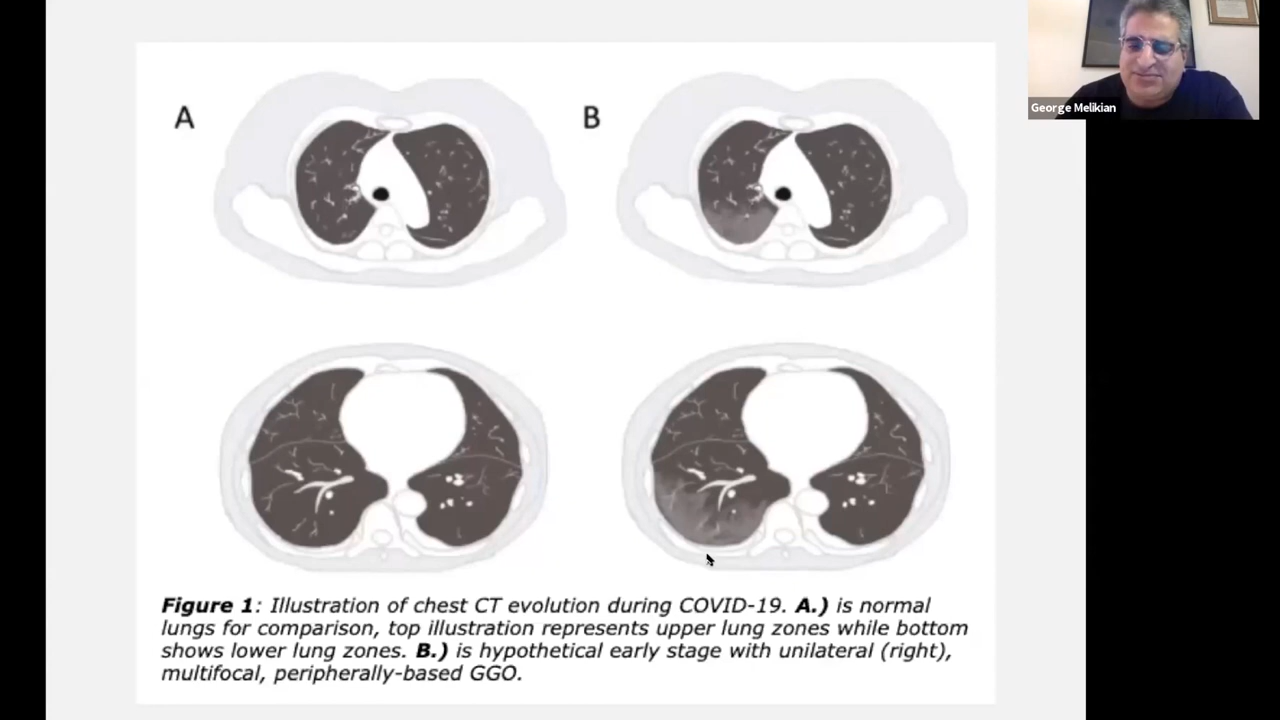 George Melikian
A
B
Figure 1: Illustration of chest CT evolution during COVID-19. A.) is normal
lungs for comparison, top illustration represents upper lung zones while bottom
shows lower lung zones. B.) is hypothetical early stage with unilateral (right),
multifocal, peripherally-based GGO.